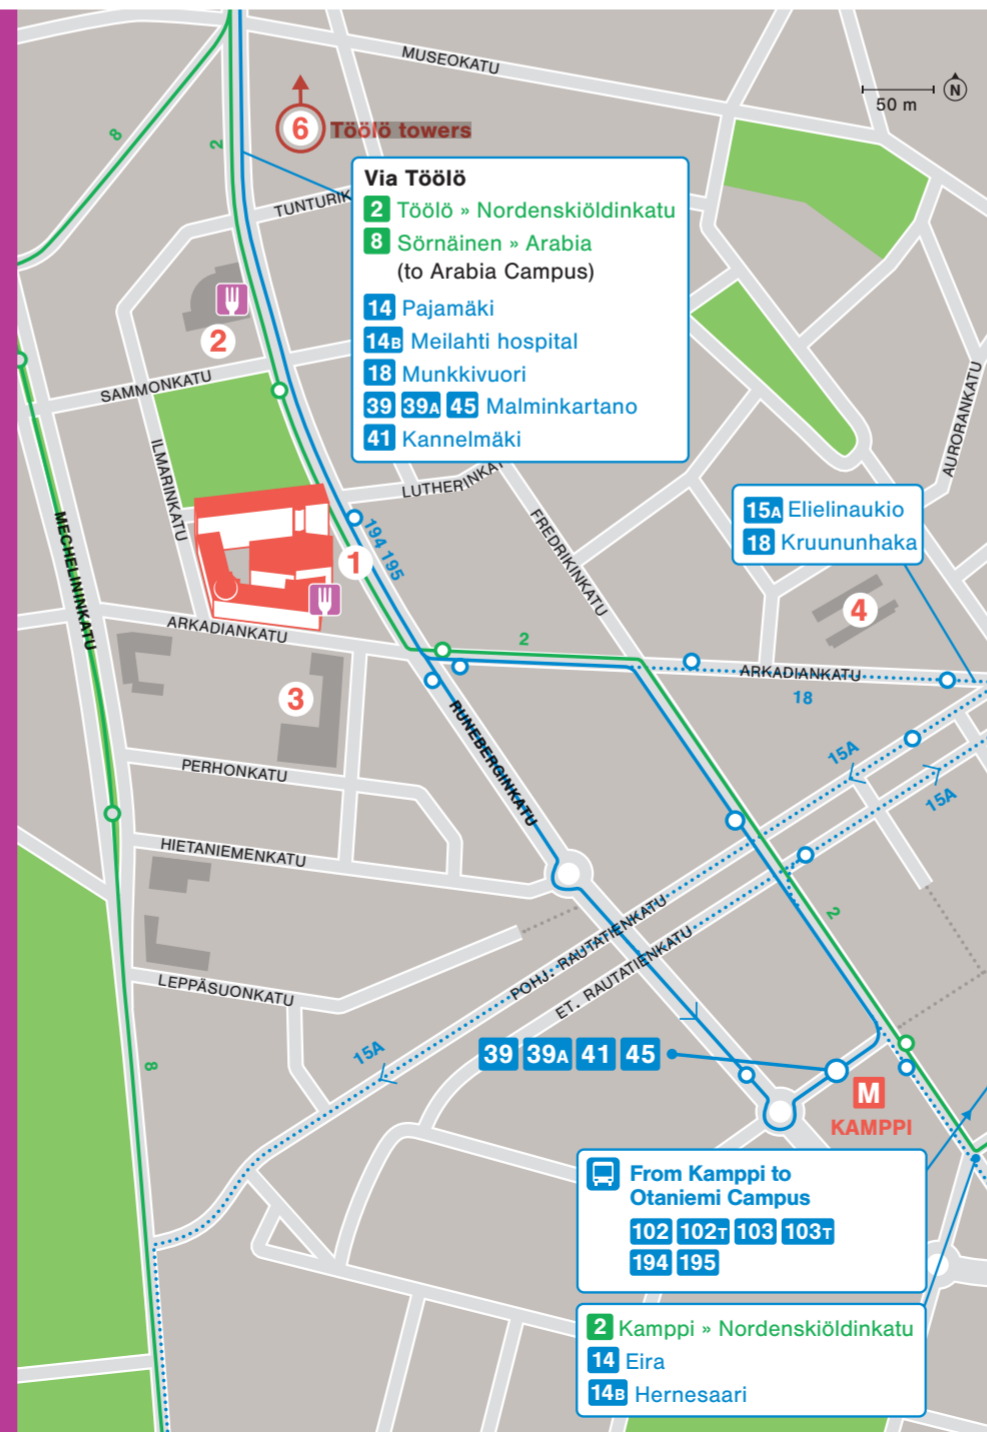 MUSEOKATU
50 m
N
8
2
6 Töölö towers
TUNTURIK
Via Töölö
2 Töölö » Nordenskiöldinkatu
8 Sörnäinen » Arabia
(to Arabia Campus)
14 Pajamäki
14B Meilahti hospital
18 Munkkivuori
39 39A 45 Malminkartano
41 Kannelmäki
2
SAMMONKATU
ILMARINKATU
LUTHERINKAT
AURORANKATU
MECHELININKATU
FREDRIKINKATU
194 195
1
15A Elielinaukio
18 Kruununhaka
4
ARKADIANKATU
2
ARKADIANKATU
18
3
RUNEBERGINKATU
PERHONKATU
15A
15A
HIETANIEMENKATU
2
POHJ. RAUTATIENKATU
ET. RAUTATIENKATU
LEPPÄSUONKATU
15A
8
39 39A 41 45
M
KAMPPI
From Kamppi to
Otaniemi Campus
102 102T 103 103T
194 195
2 Kamppi » Nordenskiöldinkatu
14 Eira
14B Hernesaari